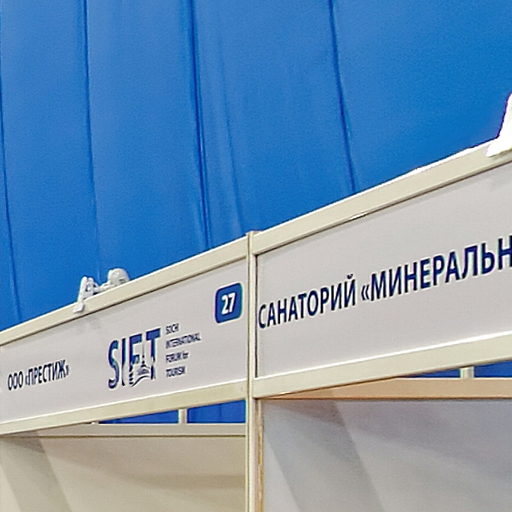 ООО «ПРЕСТИЖ»
SIFT
SOCHI
INTERNATIONAL
FORUM for
TOURISM
27
САНАТОРИЙ «МИНЕРАЛЬН